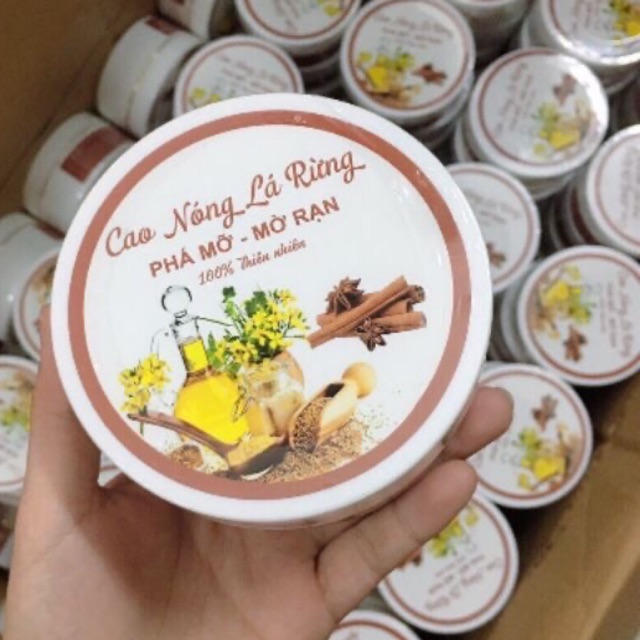 Cao Nóng Lá Rừng
PHÁ MỠ - MỜ RẠN
100% Thiên nhiên